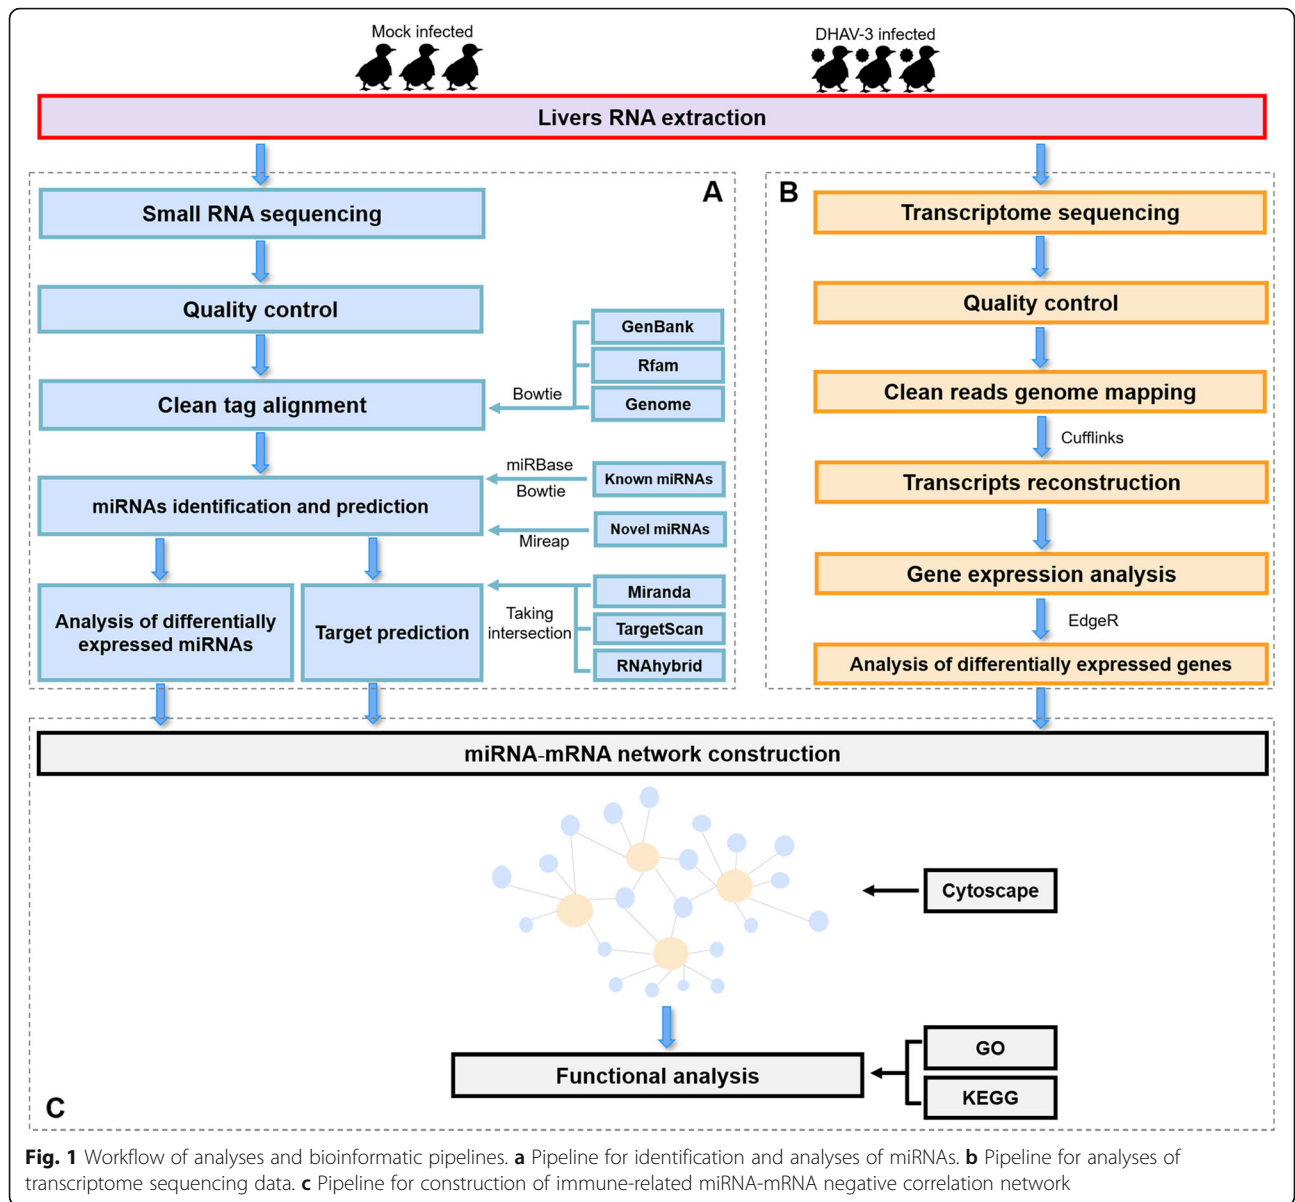 Mock infected
DHAV-3 infected
Livers RNA extraction
A
Small RNA sequencing
Quality control
Clean tag alignment
Bowtie
GenBank
Rfam
Genome
miRNAs identification and prediction
miRBase
Bowtie
Known miRNAs
Mireap
Novel miRNAs
Analysis of differentially
expressed miRNAs
Target prediction
Taking
intersection
Miranda
TargetScan
RNAhybrid
B
Transcriptome sequencing
Quality control
Clean reads genome mapping
Cufflinks
Transcripts reconstruction
Gene expression analysis
EdgeR
Analysis of differentially expressed genes
miRNA-mRNA network construction
Cytoscape
Functional analysis
GO
KEGG
C
Fig. 1 Workflow of analyses and bioinformatic pipelines. a Pipeline for identification and analyses of miRNAs. b Pipeline for analyses of
transcriptome sequencing data. c Pipeline for construction of immune-related miRNA-mRNA negative correlation network